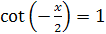 cot(−x/2) = 1